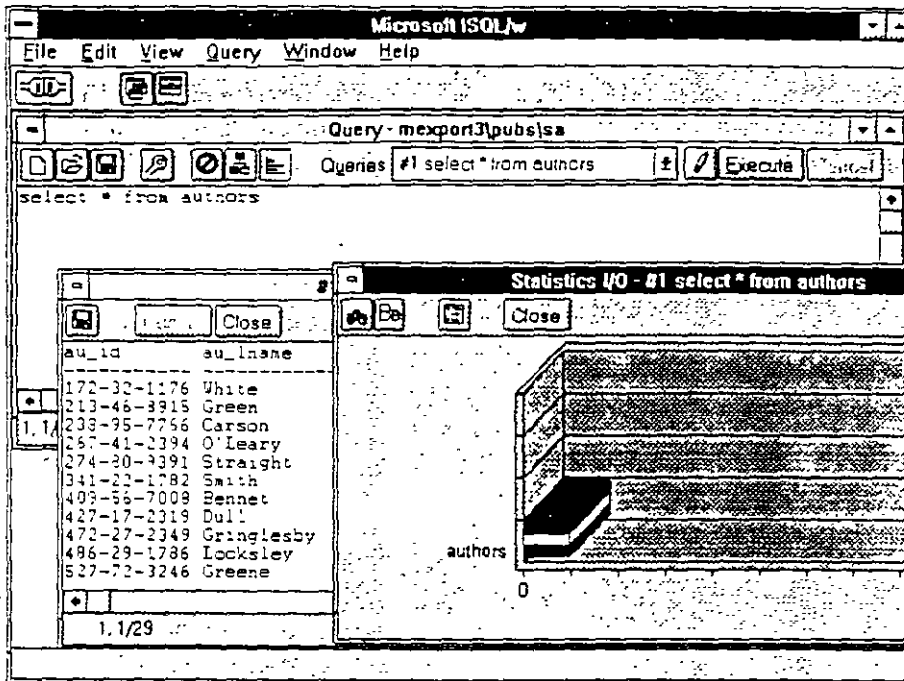 Microsoft ISQL/w
File Edit View Query Window Help
Query - mexport3\pubs\sa
Queries #1 select * from authors Execute
select * from authors
#
Statistics I/O - #1 select * from authors
Close
Close
au_id au_lname
172-32-1176 White
213-46-8915 Green
238-95-7766 Carson
267-41-2394 O'Leary
274-80-9391 Straight
341-22-1782 Smith
409-56-7008 Bennet
427-17-2319 Dull
472-27-2349 Gringlesby
486-29-1786 Locksley
527-72-3246 Greene
authors
0
1, 1/29